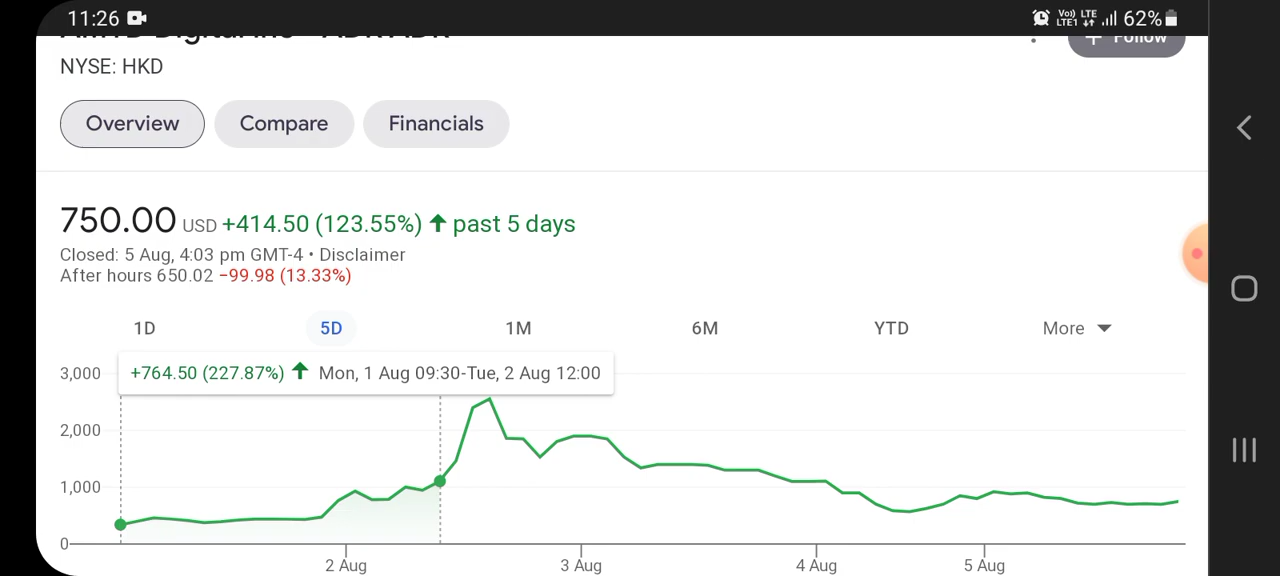 11:26 Vo)) LTE LTE1 62%
NYSE: HKD
+ Follow
Overview Compare Financials
750.00 USD +414.50 (123.55%) past 5 days
Closed: 5 Aug, 4:03 pm GMT-4 • Disclaimer
After hours 650.02 −99.98 (13.33%)
1D 5D 1M 6M YTD More
+764.50 (227.87%) Mon, 1 Aug 09:30-Tue, 2 Aug 12:00
3,000
2,000
1,000
0
2 Aug 3 Aug 4 Aug 5 Aug